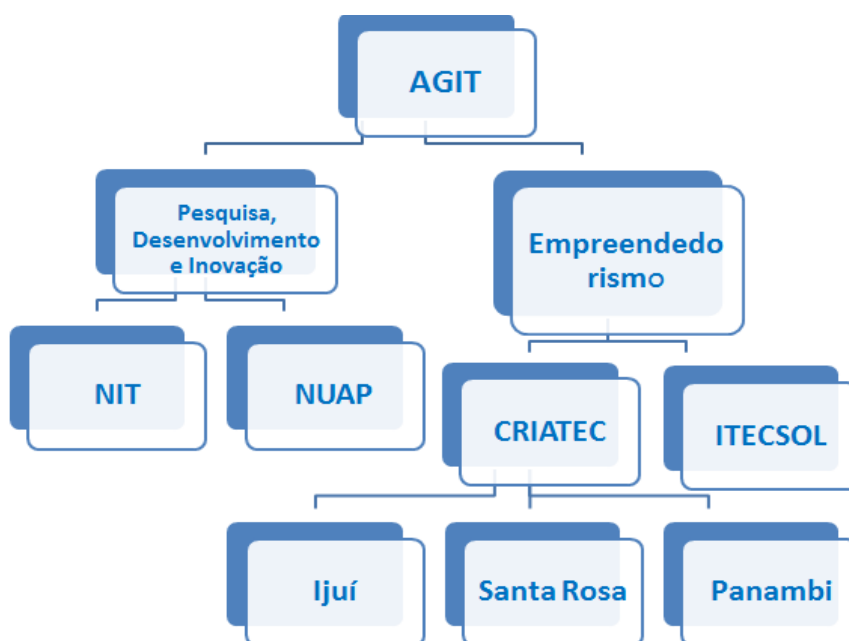 AGIT
Pesquisa,
Desenvolvimento
e Inovação
Empreendedo
rismo
NIT
NUAP
CRIATEC
ITECSOL
Ijuí
Santa Rosa
Panambi